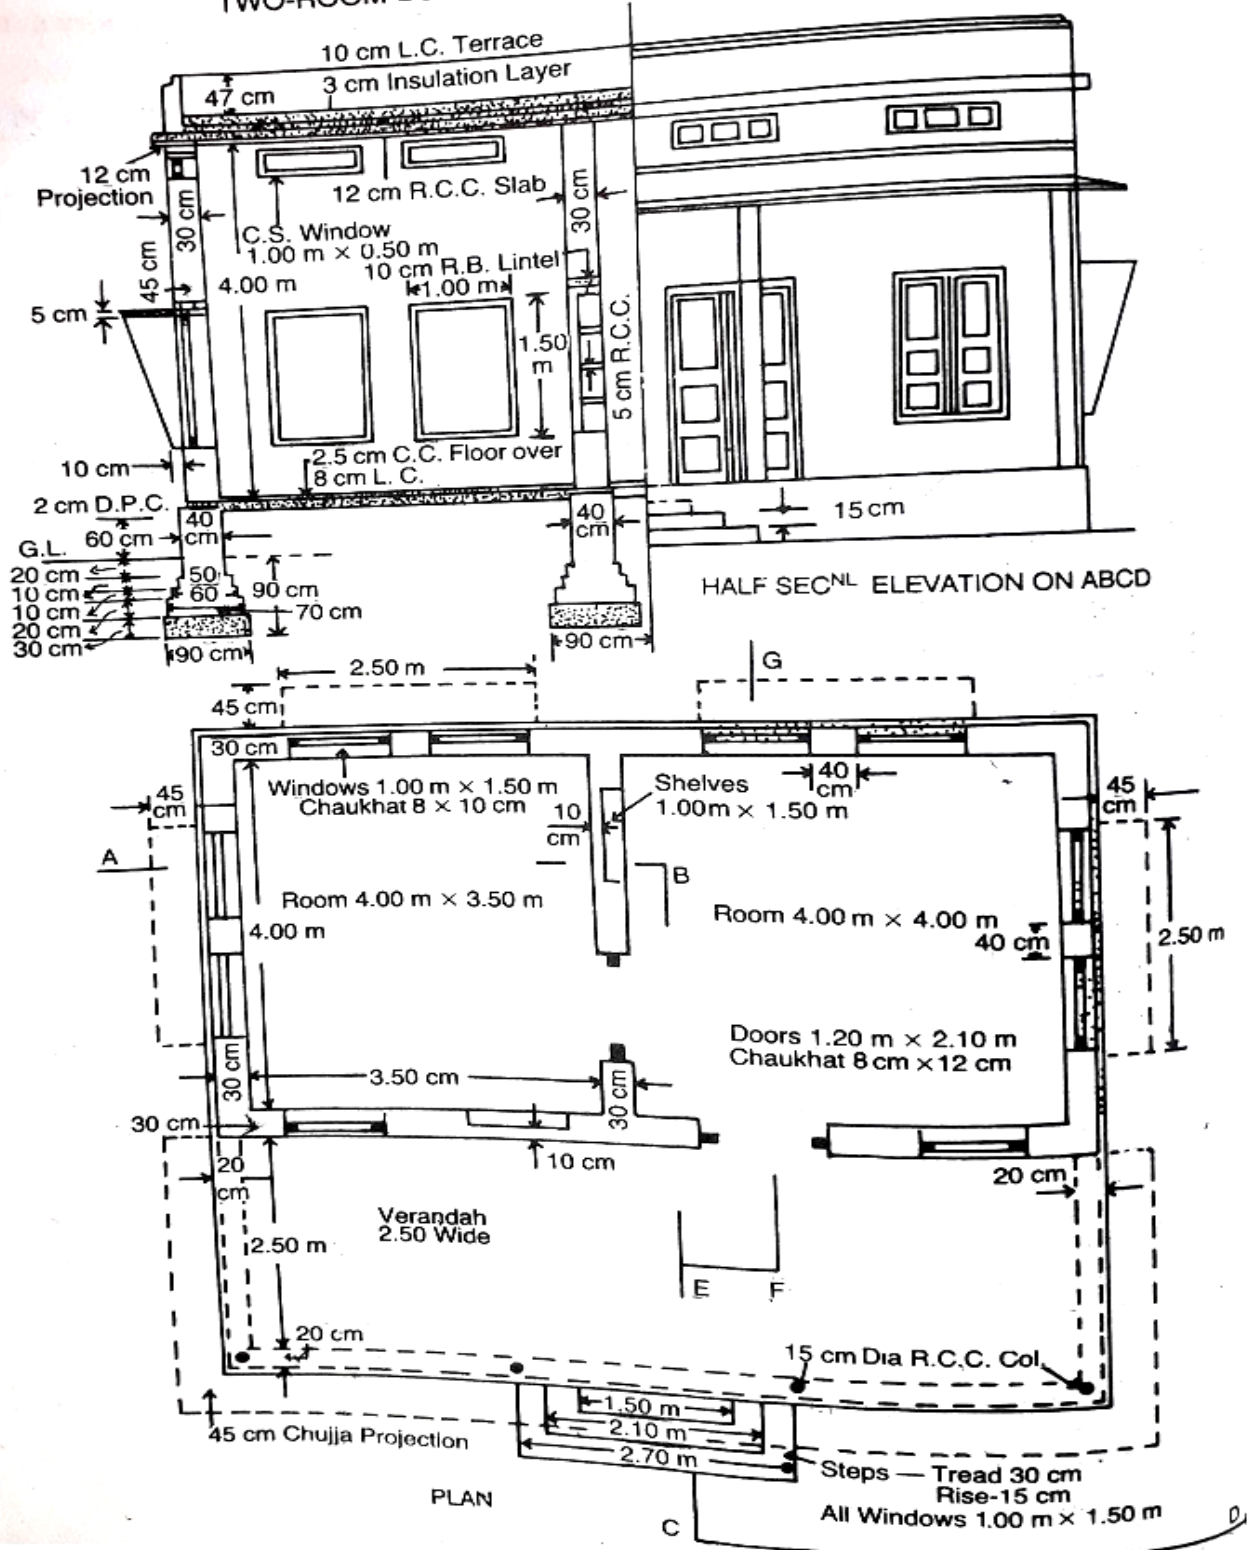 TWO-ROOM
10 cm L.C. Terrace
3 cm Insulation Layer
47 cm
12 cm
Projection
12 cm R.C.C. Slab
30 cm
30 cm
C.S. Window
1.00 m × 0.50 m
10 cm R.B. Lintel
45 cm
4.00 m
1.00 m
5 cm
1.50
m
5 cm R.C.C.
10 cm
2.5 cm C.C. Floor over
8 cm L. C.
2 cm D.P.C.
40
cm
40
cm
15 cm
60 cm
G.L.
20 cm
10 cm
10 cm
20 cm
30 cm
50
60
90 cm
70 cm
90 cm
90 cm
HALF SECNL ELEVATION ON ABCD
2.50 m
G
45 cm
30 cm
Windows 1.00 m × 1.50 m
Chaukhat 8 × 10 cm
40
cm
Shelves
1.00m × 1.50 m
45
cm
45
cm
10
cm
A
B
Room 4.00 m × 3.50 m
Room 4.00 m × 4.00 m
4.00 m
40 cm
2.50 m
Doors 1.20 m × 2.10 m
Chaukhat 8 cm × 12 cm
30 cm
3.50 cm
30 cm
30 cm
10 cm
20
cm
20 cm
Verandah
2.50 Wide
2.50 m
E
F
20 cm
15 cm Dia R.C.C. Col.
1.50 m
2.10 m
2.70 m
45 cm Chujja Projection
Steps — Tread 30 cm
Rise-15 cm
All Windows 1.00 m × 1.50 m
PLAN
C
D